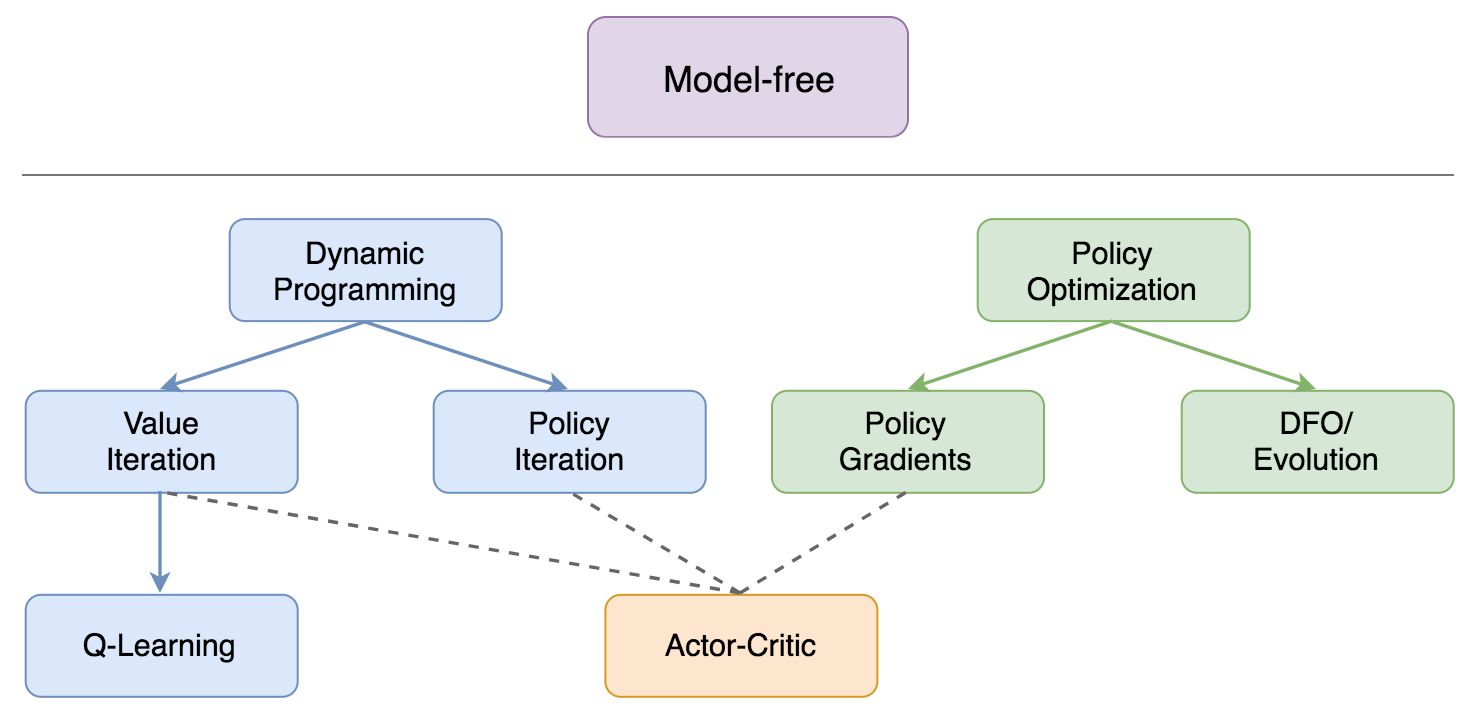 Model-free
Dynamic
Programming
Policy
Optimization
Value
Iteration
Policy
Iteration
Policy
Gradients
DFO/
Evolution
Q-Learning
Actor-Critic